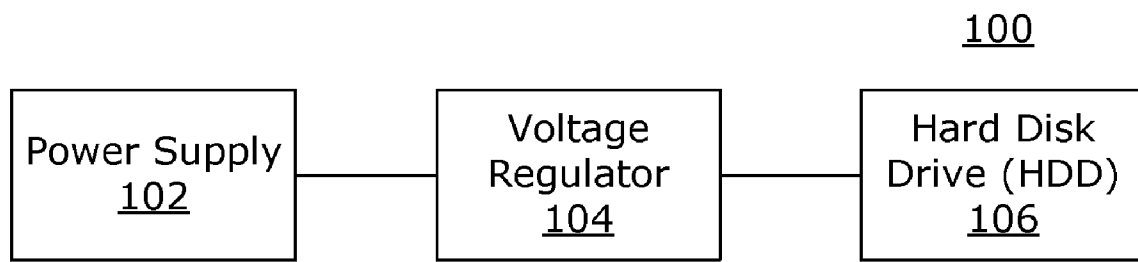 100
Power Supply
102
Voltage
Regulator
104
Hard Disk
Drive (HDD)
106